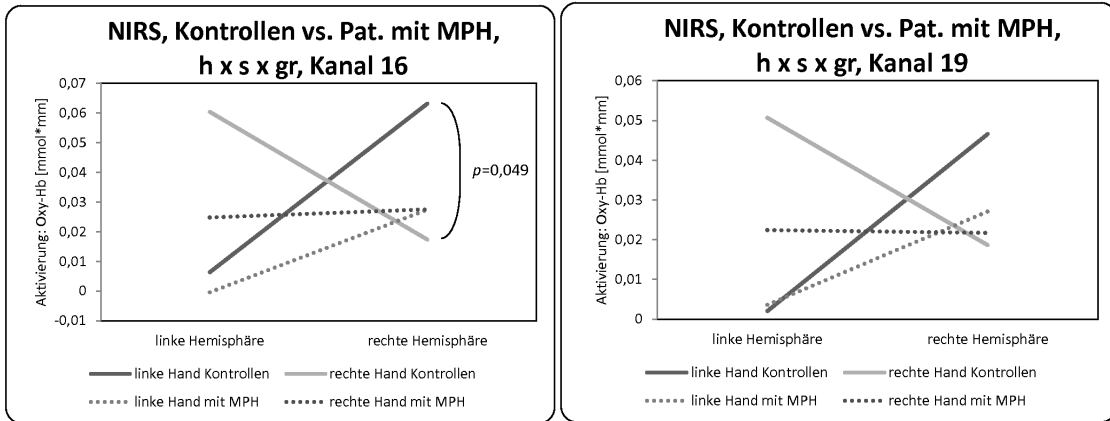 NIRS, Kontrollen vs. Pat. mit MPH,
h x s x gr, Kanal 16
Aktivierung: Oxy-Hb [mmol*mm]
0,07
0,06
0,05
0,04
0,03
0,02
0,01
0
-0,01
p=0,049
linke Hemisphäre rechte Hemisphäre
linke Hand Kontrollen rechte Hand Kontrollen
linke Hand mit MPH rechte Hand mit MPH
NIRS, Kontrollen vs. Pat. mit MPH,
h x s x gr, Kanal 19
Aktivierung: Oxy-Hb [mmol*mm]
0,06
0,05
0,04
0,03
0,02
0,01
0
linke Hemisphäre rechte Hemisphäre
linke Hand Kontrollen rechte Hand Kontrollen
linke Hand mit MPH rechte Hand mit MPH